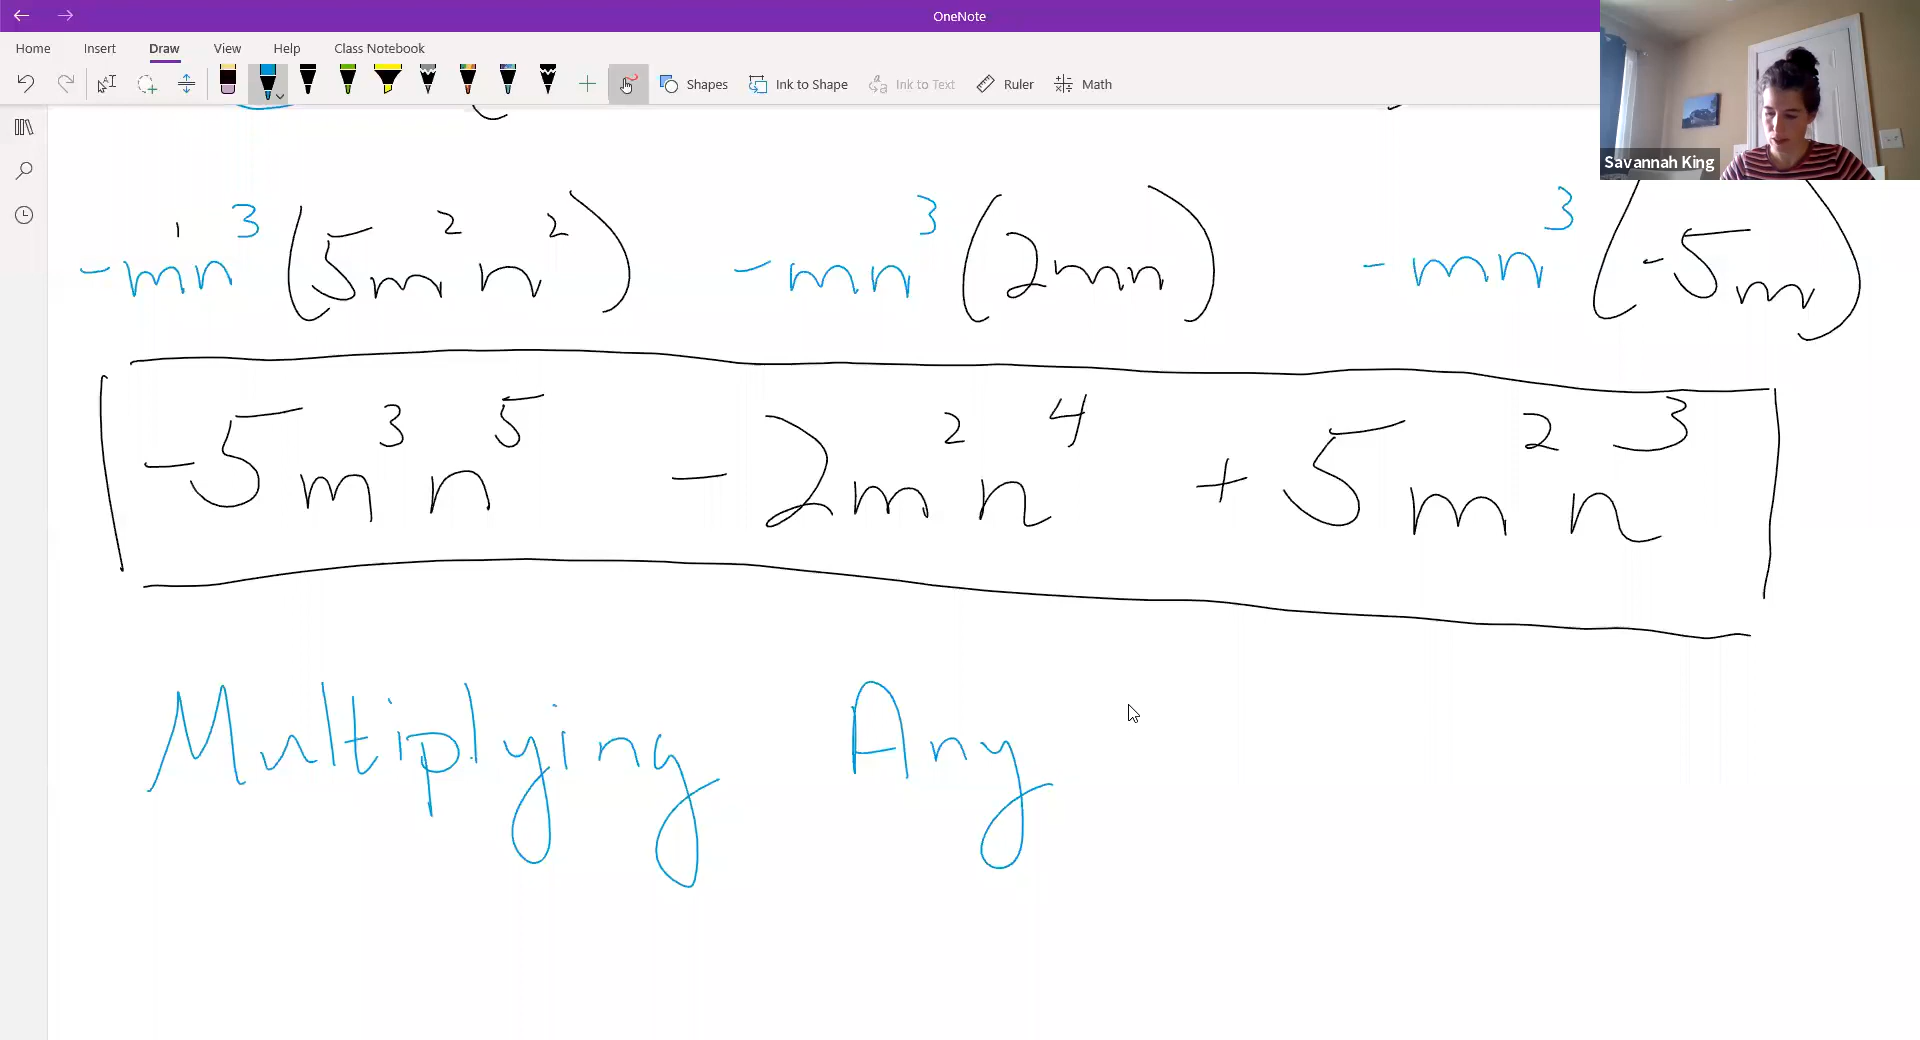 OneNote
Home Insert Draw View Help Class Notebook
Shapes Ink to Shape Ink to Text Ruler Math
Savannah King
-m¹n³(5m²n²) -mn³(2mn) -mn³(-5m)
-5m³n⁵ - 2m²n⁴ + 5m²n³
Multiplying Any